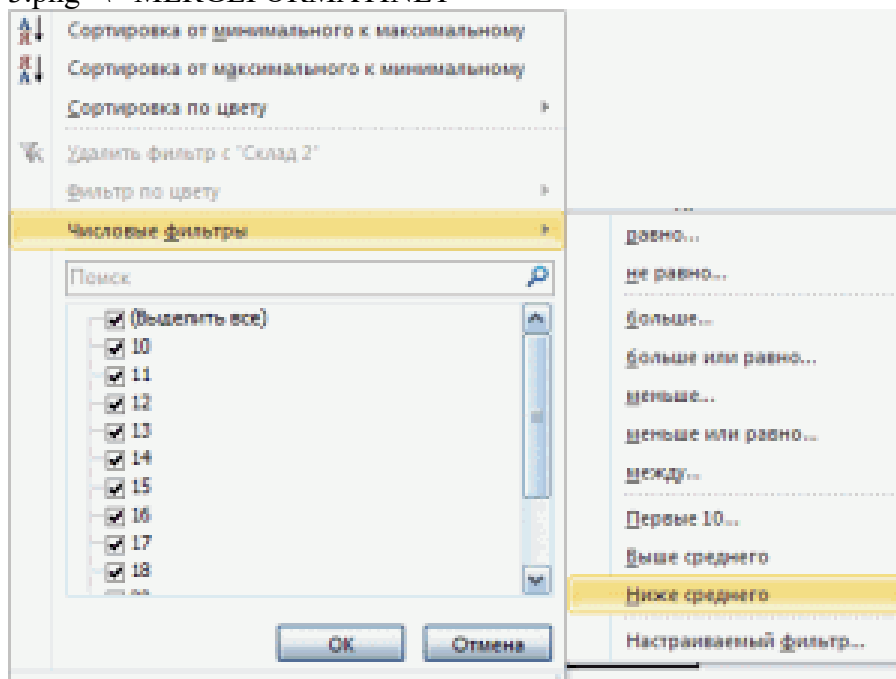 Сортировка от минимального к максимальному
Сортировка от максимального к минимальному
Сортировка по цвету
Удалить фильтр с "Склад 2"
Фильтр по цвету
Числовые фильтры
Поиск
(Выделить все)
10
11
12
13
14
15
16
17
18
ОК
Отмена
равно...
не равно...
больше...
больше или равно...
меньше...
меньше или равно...
между...
Первые 10...
Выше среднего
Ниже среднего
Настраиваемый фильтр...